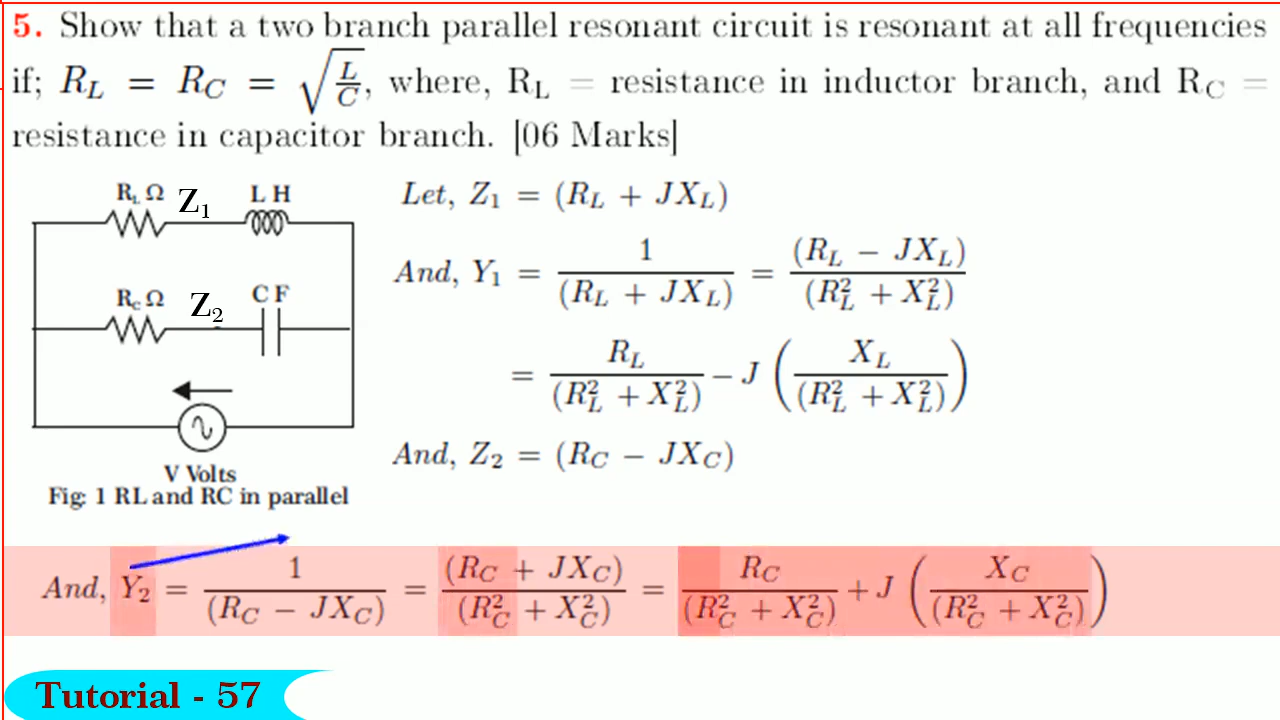 5. Show that a two branch parallel resonant circuit is resonant at all frequencies
if; R_L = R_C = √(L/C), where, R_L = resistance in inductor branch, and R_C =
resistance in capacitor branch. [06 Marks]
R_L Ω Z_1 L H
R_C Ω Z_2 C F
V Volts
Fig: 1 RL and RC in parallel
Let, Z_1 = (R_L + JX_L)
And, Y_1 = 1/(R_L + JX_L) = (R_L − JX_L)/(R_L^2 + X_L^2)
= R_L/(R_L^2 + X_L^2) − J (X_L/(R_L^2 + X_L^2))
And, Z_2 = (R_C − JX_C)
And, Y_2 = 1/(R_C − JX_C) = (R_C + JX_C)/(R_C^2 + X_C^2) = R_C/(R_C^2 + X_C^2) + J (X_C/(R_C^2 + X_C^2))
Tutorial - 57